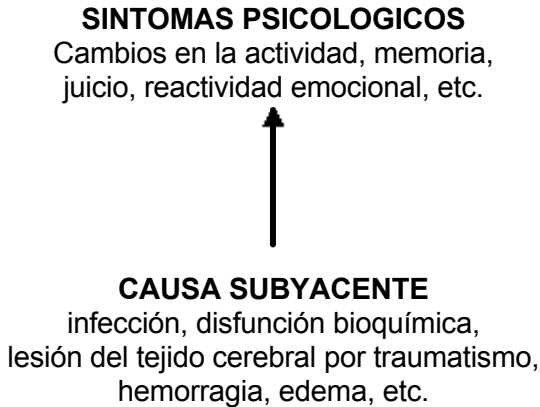 SINTOMAS PSICOLOGICOS
Cambios en la actividad, memoria,
juicio, reactividad emocional, etc.
CAUSA SUBYACENTE
infección, disfunción bioquímica,
lesión del tejido cerebral por traumatismo,
hemorragia, edema, etc.